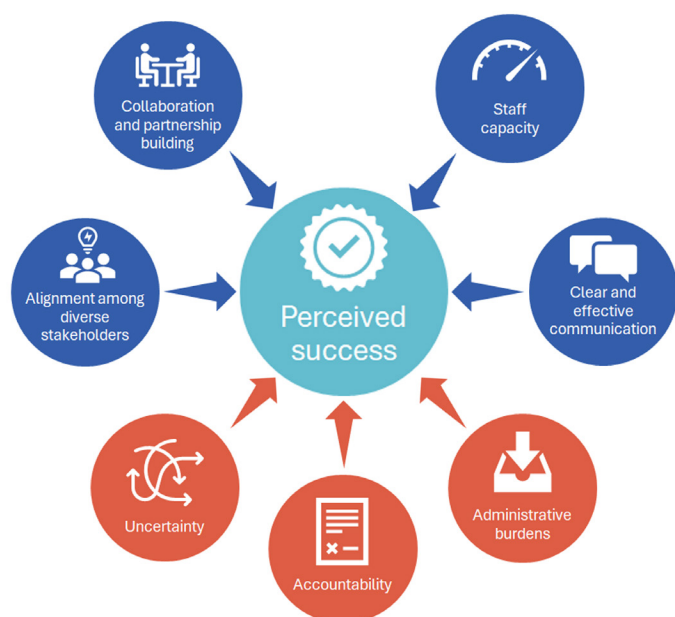 Collaboration
and partnership
building
Staff
capacity
Alignment among
diverse
stakeholders
Perceived
success
Clear and
effective
communication
Uncertainty
Accountability
Administrative
burdens